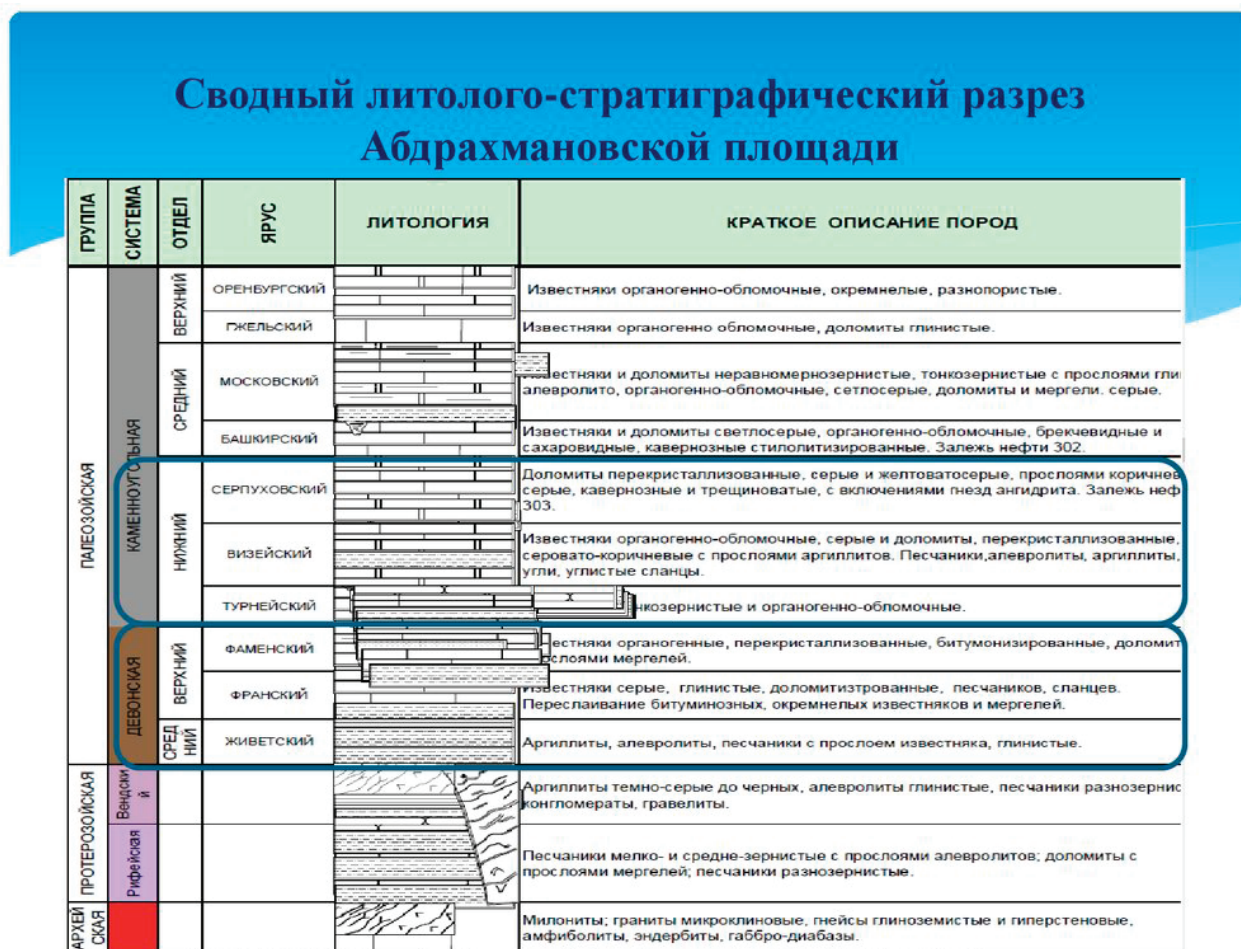 Сводный литолого-стратиграфический разрез
Абдрахмановской площади
ГРУППА
СИСТЕМА
ОТДЕЛ
ЯРУС
ЛИТОЛОГИЯ
КРАТКОЕ ОПИСАНИЕ ПОРОД
ПАЛЕОЗОЙСКАЯ
КАМЕННОУГОЛЬНАЯ
ВЕРХНИЙ
ОРЕНБУРГСКИЙ
Известняки органогенно-обломочные, окремнелые, разнопористые.
ГЖЕЛЬСКИЙ
Известняки органогенно обломочные, доломиты глинистые.
СРЕДНИЙ
МОСКОВСКИЙ
естняки и доломиты неравномернозернистые, тонкозернистые с прослоями гли
алевролито, органогенно-обломочные, сетлосерые, доломиты и мергели. серые.
БАШКИРСКИЙ
Известняки и доломиты светлосерые, органогенно-обломочные, брекчевидные и
сахаровидные, кавернозные стилолитизированные. Залежь нефти 302.
НИЖНИЙ
СЕРПУХОВСКИЙ
Доломиты перекристаллизованные, серые и желтоватосерые, прослоями коричнев
серые, кавернозные и трещиноватые, с включениями гнезд ангидрита. Залежь неф
303.
ВИЗЕЙСКИЙ
Известняки органогенно-обломочные, серые и доломиты, перекристаллизованные,
серовато-коричневые с прослоями аргиллитов. Песчаники,алевролиты, аргиллиты,
угли, углистые сланцы.
ТУРНЕЙСКИЙ
нкозернистые и органогенно-обломочные.
ДЕВОНСКАЯ
ВЕРХНИЙ
ФАМЕНСКИЙ
естняки органогенные, перекристаллизованные, битумонизированные, доломит
ослоями мергелей.
ФРАНСКИЙ
Известняки серые, глинистые, доломитизтрованные, песчаников, сланцев.
Переслаивание битуминозных, окремнелых известняков и мергелей.
СРЕД
НИЙ
ЖИВЕТСКИЙ
Аргиллиты, алевролиты, песчаники с прослоем известняка, глинистые.
ПРОТЕРОЗОЙСКАЯ
Вендски
й
Аргиллиты темно-серые до черных, алевролиты глинистые, песчаники разнозернис
конгломераты, гравелиты.
Рифейская
Песчаники мелко- и средне-зернистые с прослоями алевролитов; доломиты с
прослоями мергелей; песчаники разнозернистые.
АРХЕЙ
СКАЯ
Милониты; граниты микроклиновые, гнейсы глиноземистые и гиперстеновые,
амфиболиты, эндербиты, габбро-диабазы.